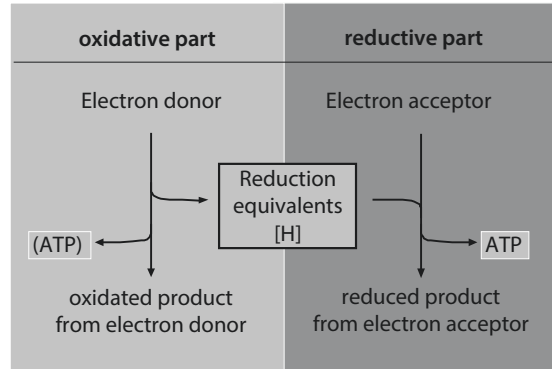 oxidative part
reductive part
Electron donor
Electron acceptor
Reduction
equivalents
[H]
(ATP)
ATP
oxidated product
from electron donor
reduced product
from electron acceptor